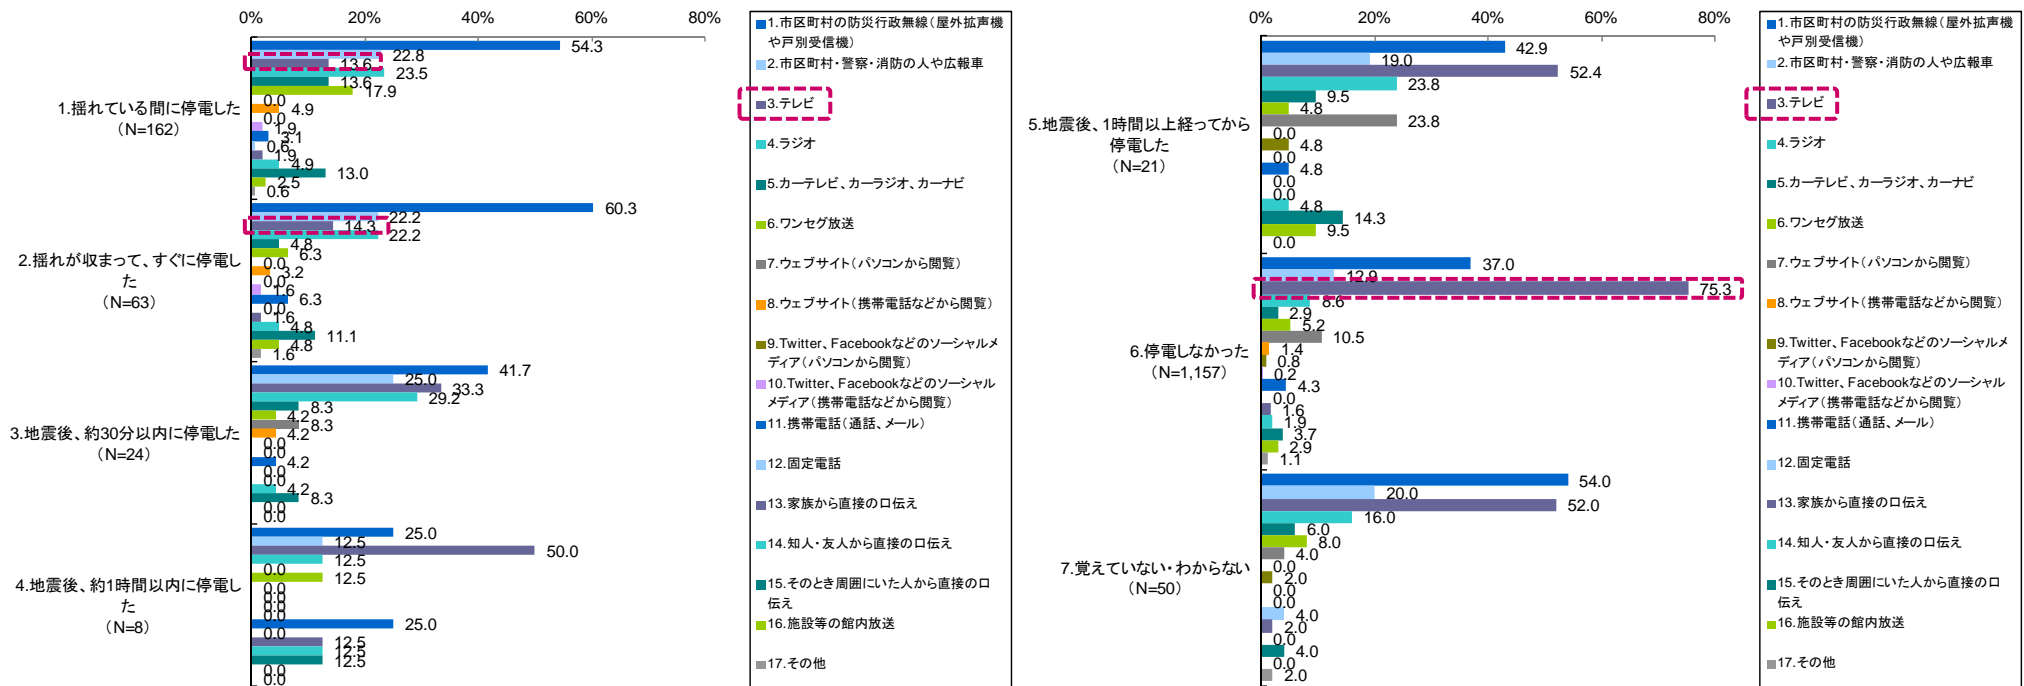 0%
20%
40%
60%
80%
1.揺れている間に停電した
(N=162)
54.3
22.8
13.6
23.5
13.6
17.9
0.0
4.9
0.0
1.9
3.1
0.6
1.9
4.9
13.0
2.5
0.6
2.揺れが収まって、すぐに停電し
た
(N=63)
60.3
22.2
14.3
22.2
4.8
6.3
0.0
3.2
0.0
1.6
6.3
0.0
1.6
4.8
11.1
4.8
1.6
3.地震後、約30分以内に停電した
(N=24)
41.7
25.0
33.3
29.2
8.3
4.2
8.3
4.2
0.0
0.0
4.2
0.0
0.0
4.2
8.3
0.0
0.0
4.地震後、約1時間以内に停電し
た
(N=8)
25.0
12.5
50.0
12.5
0.0
12.5
0.0
0.0
0.0
0.0
25.0
0.0
12.5
12.5
12.5
0.0
0.0
1.市区町村の防災行政無線(屋外拡声機
や戸別受信機)
2.市区町村・警察・消防の人や広報車
3.テレビ
4.ラジオ
5.カーテレビ、カーラジオ、カーナビ
6.ワンセグ放送
7.ウェブサイト(パソコンから閲覧)
8.ウェブサイト(携帯電話などから閲覧)
9.Twitter、Facebookなどのソーシャルメ
ディア(パソコンから閲覧)
10.Twitter、Facebookなどのソーシャル
メディア(携帯電話などから閲覧)
11.携帯電話(通話、メール)
12.固定電話
13.家族から直接の口伝え
14.知人・友人から直接の口伝え
15.そのとき周囲にいた人から直接の口
伝え
16.施設等の館内放送
17.その他
0%
20%
40%
60%
80%
5.地震後、1時間以上経ってから
停電した
(N=21)
42.9
19.0
52.4
23.8
9.5
4.8
23.8
0.0
4.8
0.0
4.8
0.0
0.0
4.8
14.3
9.5
0.0
6.停電しなかった
(N=1,157)
37.0
12.9
75.3
8.6
2.9
5.2
10.5
1.4
0.8
0.2
4.3
0.0
1.6
1.9
3.7
2.9
1.1
7.覚えていない・わからない
(N=50)
54.0
20.0
52.0
16.0
6.0
8.0
4.0
0.0
2.0
0.0
0.0
4.0
2.0
0.0
4.0
0.0
2.0
1.市区町村の防災行政無線(屋外拡声機
や戸別受信機)
2.市区町村・警察・消防の人や広報車
3.テレビ
4.ラジオ
5.カーテレビ、カーラジオ、カーナビ
6.ワンセグ放送
7.ウェブサイト(パソコンから閲覧)
8.ウェブサイト(携帯電話などから閲覧)
9.Twitter、Facebookなどのソーシャルメ
ディア(パソコンから閲覧)
10.Twitter、Facebookなどのソーシャル
メディア(携帯電話などから閲覧)
11.携帯電話(通話、メール)
12.固定電話
13.家族から直接の口伝え
14.知人・友人から直接の口伝え
15.そのとき周囲にいた人から直接の口
伝え
16.施設等の館内放送
17.その他